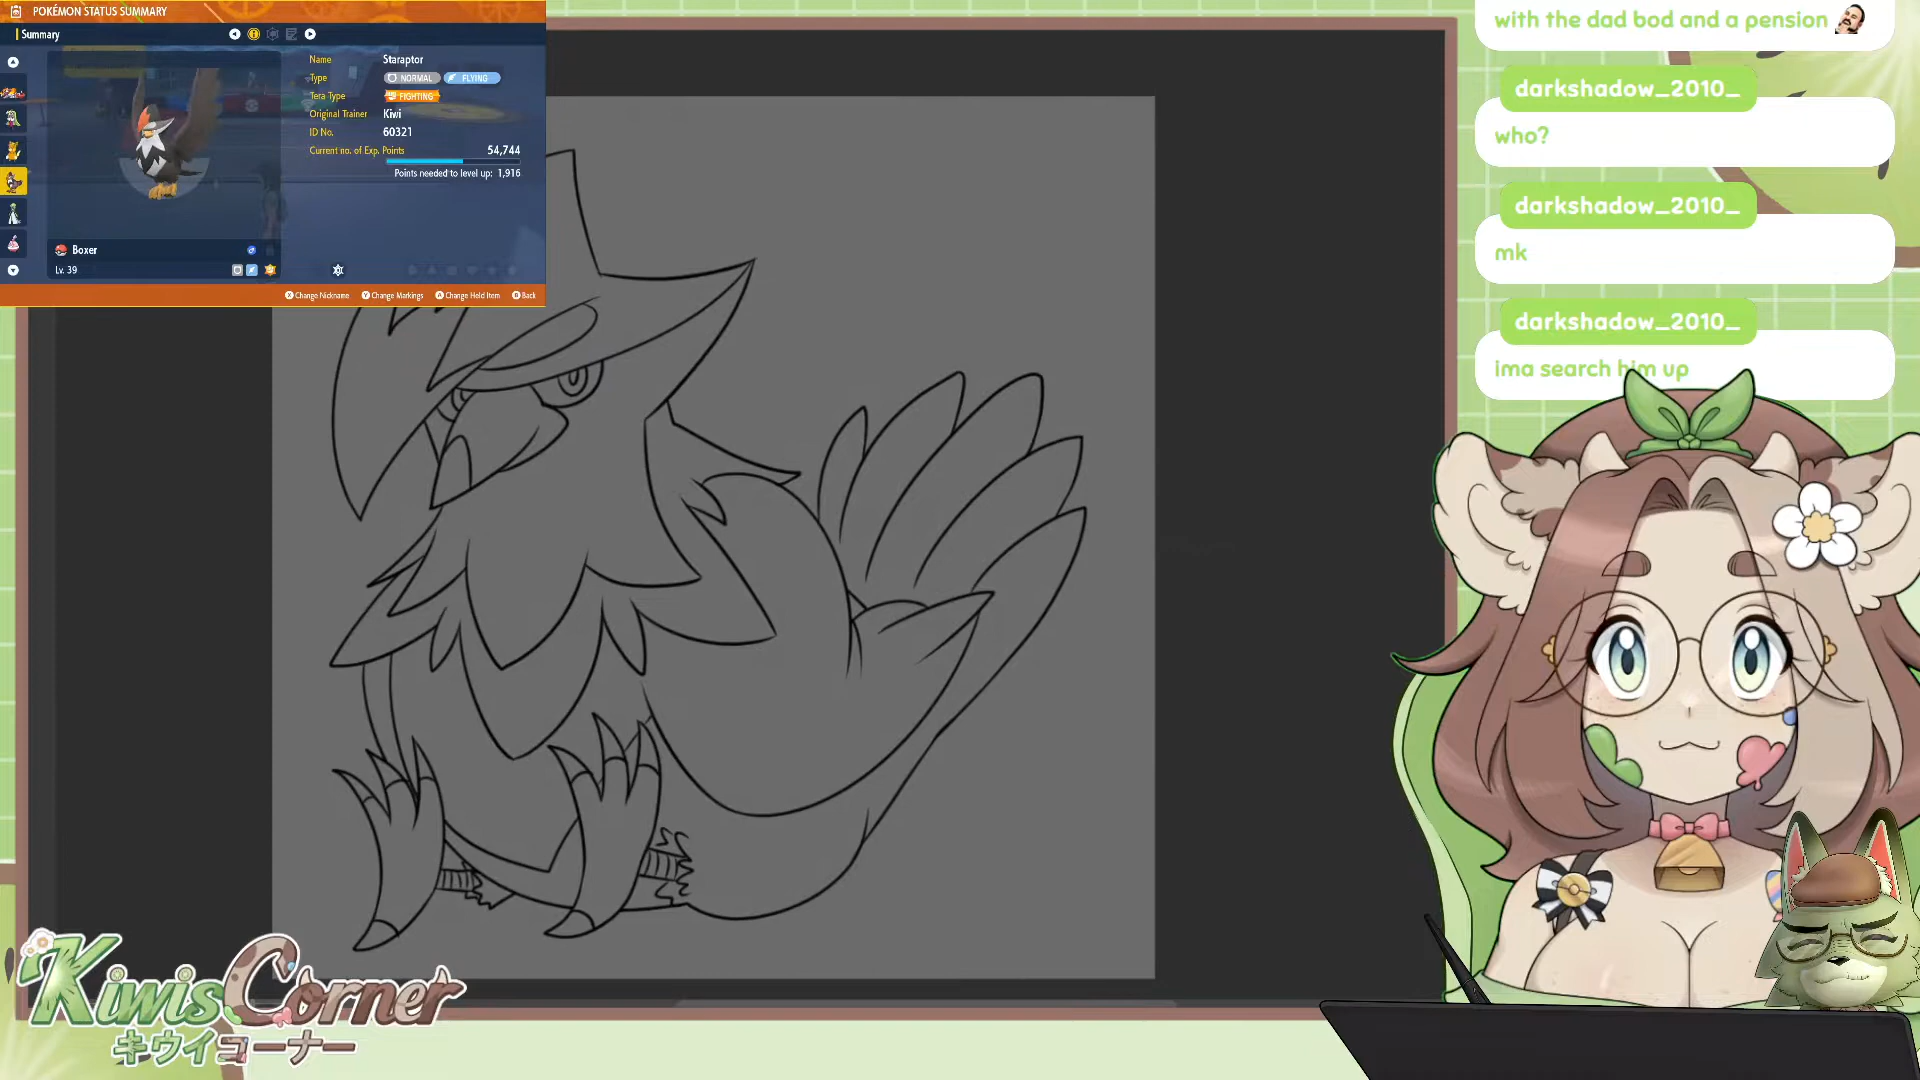 POKÉMON STATUS SUMMARY
Summary
Name Staraptor
Type NORMAL FLYING
Tera Type FIGHTING
Original Trainer Kiwi
ID No. 60321
Current no. of Exp. Points 54,744
Points needed to level up: 1,916
Boxer
Lv. 39
X Change Nickname Y Change Markings A Change Held Item B Back
with the dad bod and a pension
darkshadow_2010_
who?
darkshadow_2010_
mk
darkshadow_2010_
ima search him up
Kiwis Corner
キウイコーナー